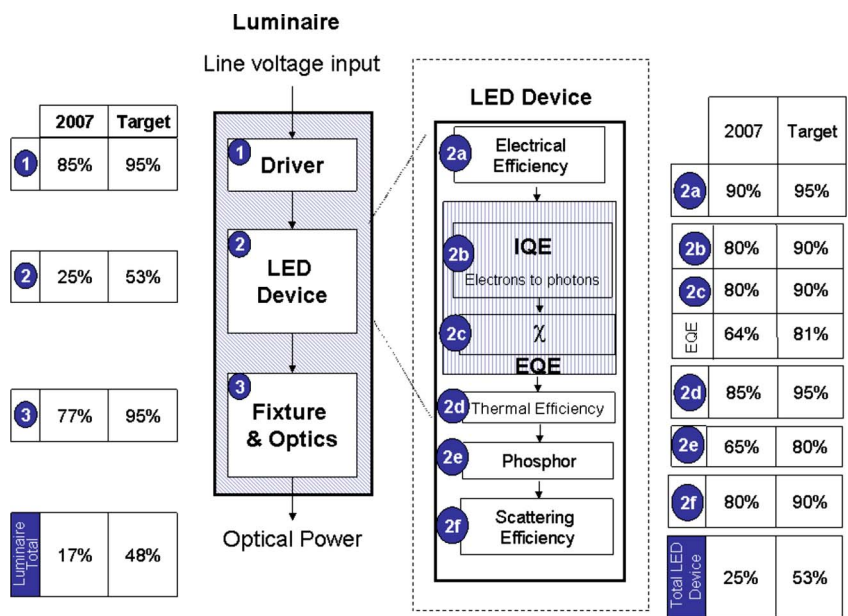 Luminaire
Line voltage input
2007 Target
1 85% 95%
2 25% 53%
3 77% 95%
Luminaire
Total
17% 48%
1
Driver
2
LED
Device
3
Fixture
& Optics
Optical Power
LED Device
2a
Electrical
Efficiency
2b
IQE
Electrons to photons
2c
χ
EQE
2d
Thermal Efficiency
2e
Phosphor
2f
Scattering
Efficiency
2007 Target
2a 90% 95%
2b 80% 90%
2c 80% 90%
EQE 64% 81%
2d 85% 95%
2e 65% 80%
2f 80% 90%
Total LED
Device
25% 53%